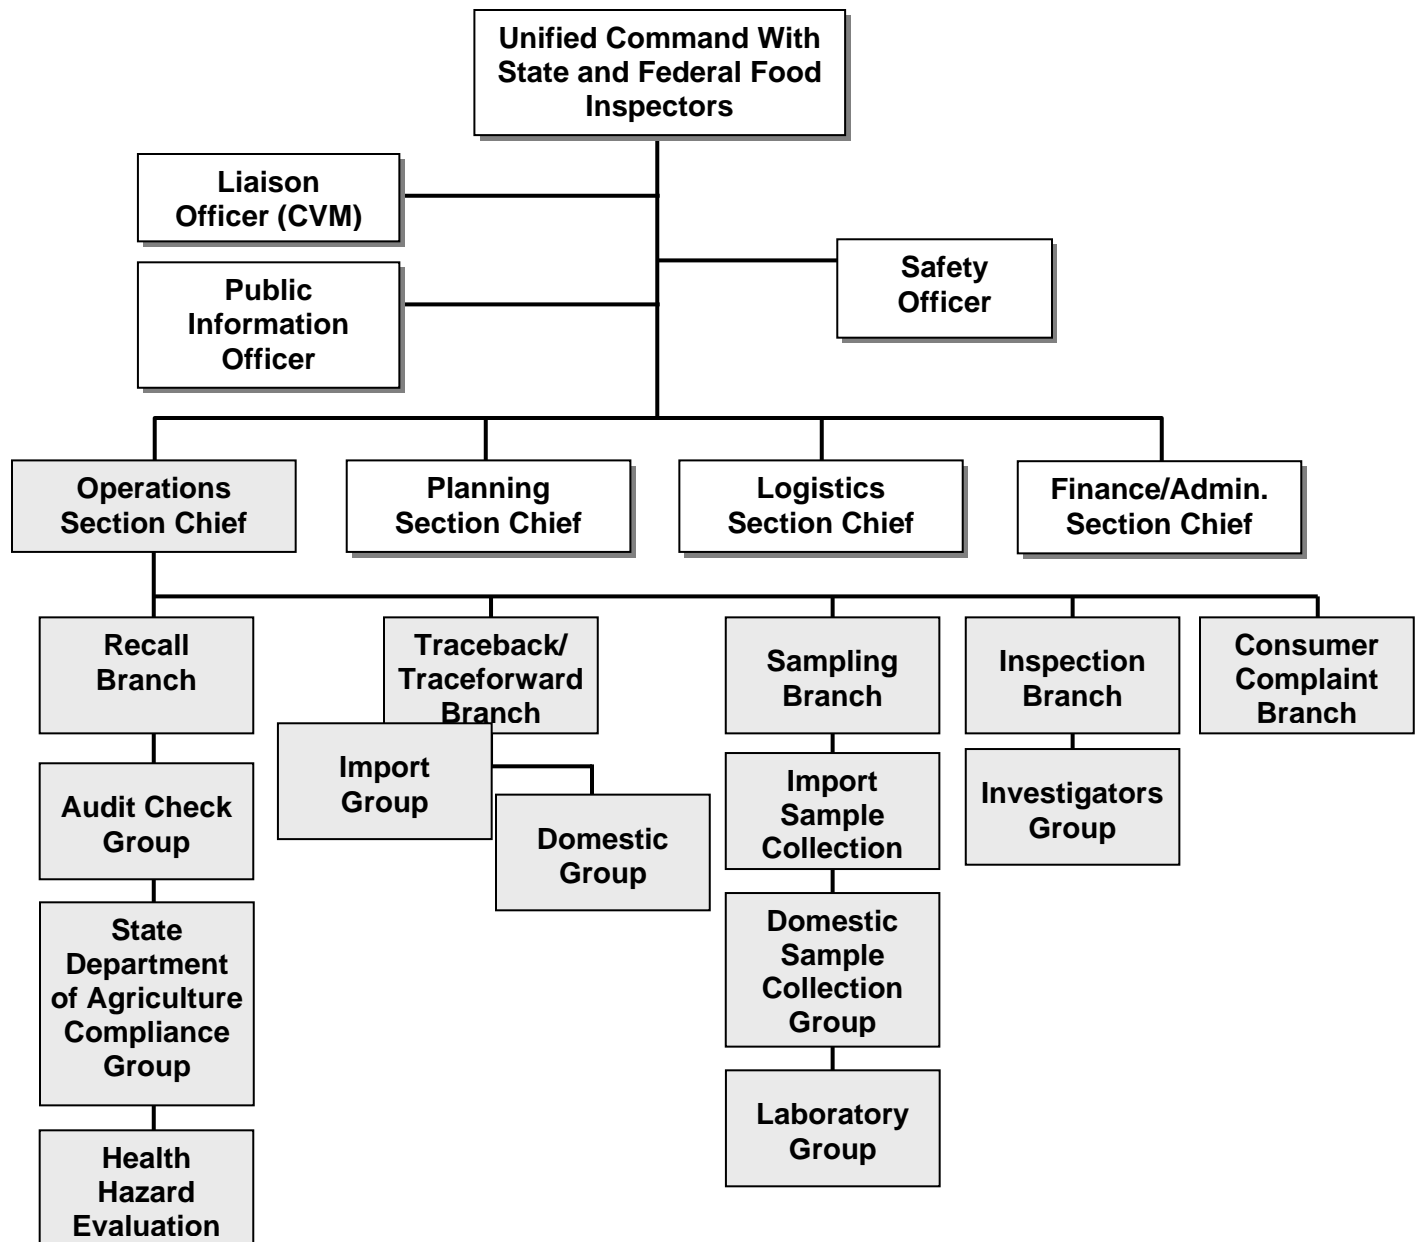 Unified Command With
State and Federal Food
Inspectors
Liaison
Officer (CVM)
Public
Information
Officer
Safety
Officer
Operations
Section Chief
Planning
Section Chief
Logistics
Section Chief
Finance/Admin.
Section Chief
Recall
Branch
Traceback/
Traceforward
Branch
Sampling
Branch
Inspection
Branch
Consumer
Complaint
Branch
Audit Check
Group
Import
Group
Domestic
Group
Import
Sample
Collection
Investigators
Group
State
Department
of Agriculture
Compliance
Group
Domestic
Sample
Collection
Group
Laboratory
Group
Health
Hazard
Evaluation